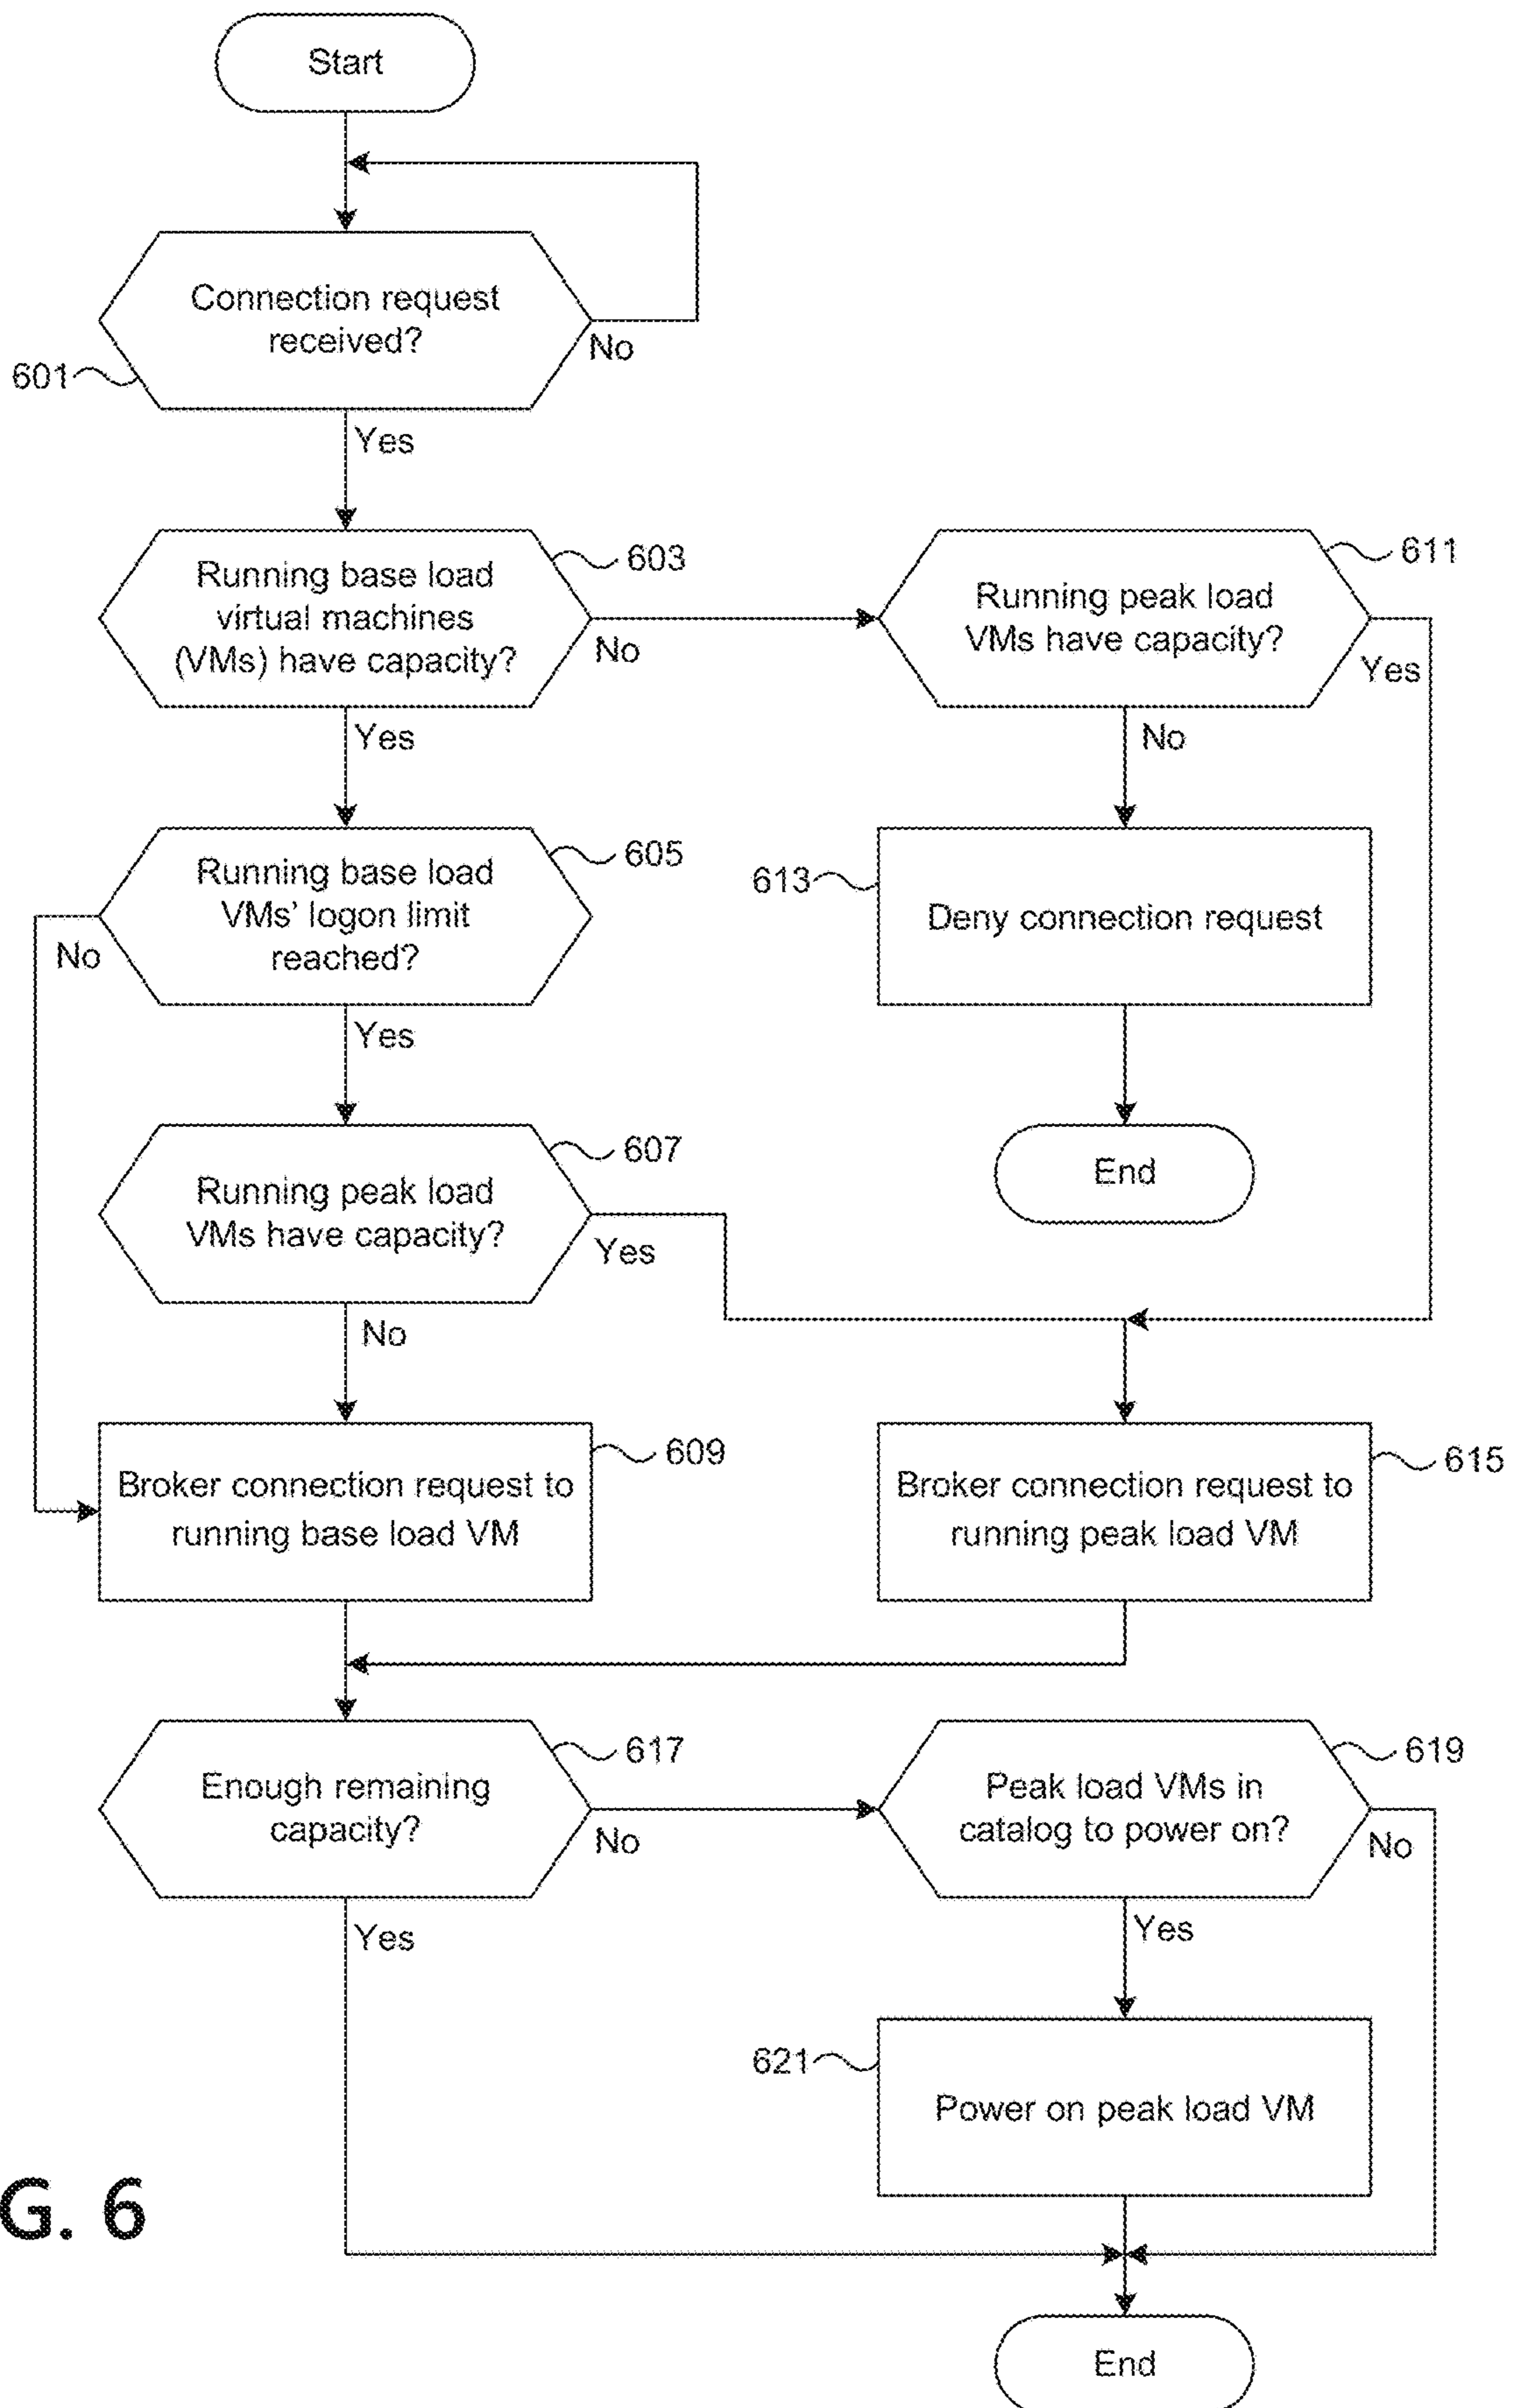 Start
Connection request
received?
No
601
Yes
Running base load
virtual machines
(VMs) have capacity?
603
No
Running peak load
VMs have capacity?
611
Yes
Yes
No
Running base load
VMs' logon limit
reached?
605
No
613
Deny connection request
Yes
Running peak load
VMs have capacity?
607
Yes
End
No
Broker connection request to
running base load VM
609
Broker connection request to
running peak load VM
615
Enough remaining
capacity?
617
No
Peak load VMs in
catalog to power on?
619
No
Yes
Yes
621
Power on peak load VM
G. 6
End